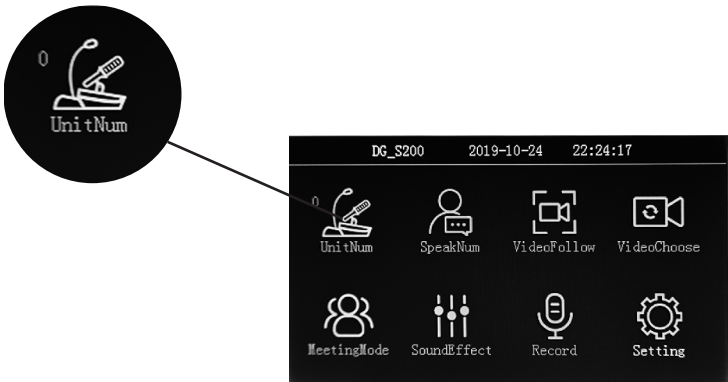 0
UnitNum
DG_S200 2019-10-24 22:24:17
0
UnitNum SpeakNum VideoFollow VideoChoose
MeetingMode SoundEffect Record Setting